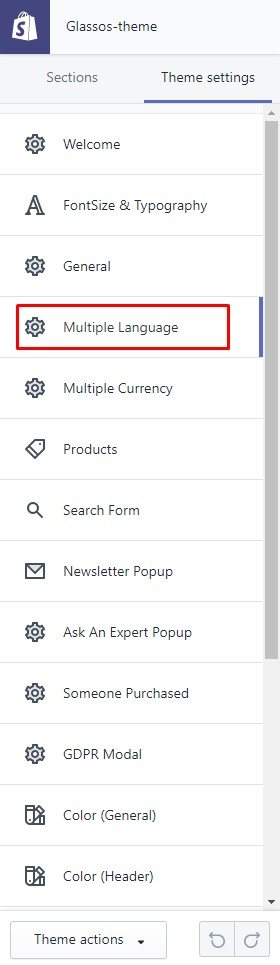 Glassos-theme
Sections
Theme settings
Welcome
FontSize & Typography
General
Multiple Language
Multiple Currency
Products
Search Form
Newsletter Popup
Ask An Expert Popup
Someone Purchased
GDPR Modal
Color (General)
Color (Header)
Theme actions